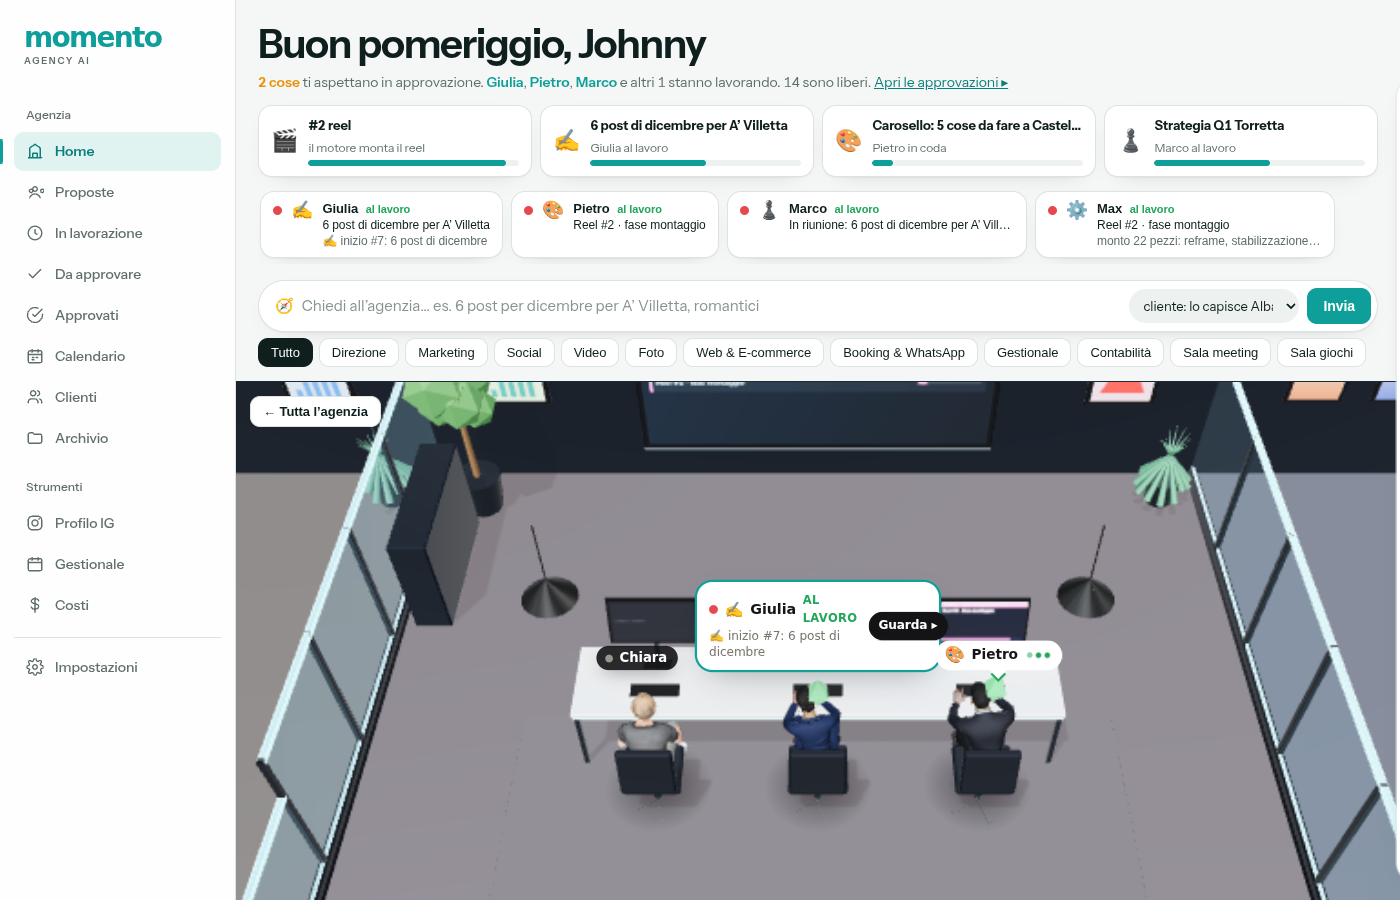 momento
AGENCY AI
Agenzia
Home
Proposte
In lavorazione
Da approvare
Approvati
Calendario
Clienti
Archivio
Strumenti
Profilo IG
Gestionale
Costi
Impostazioni
Buon pomeriggio, Johnny
2 cose ti aspettano in approvazione. Giulia, Pietro, Marco e altri 1 stanno lavorando. 14 sono liberi. Apri le approvazioni ▸
#2 reel
il motore monta il reel
6 post di dicembre per A’ Villetta
Giulia al lavoro
Carosello: 5 cose da fare a Castel...
Pietro in coda
Strategia Q1 Torretta
Marco al lavoro
Giulia al lavoro
6 post di dicembre per A’ Villetta
✍️ inizio #7: 6 post di dicembre
Pietro al lavoro
Reel #2 · fase montaggio
Marco al lavoro
In riunione: 6 post di dicembre per A’ Vill…
Max al lavoro
Reel #2 · fase montaggio
monto 22 pezzi: reframe, stabilizzazione…
Chiedi all’agenzia... es. 6 post per dicembre per A’ Villetta, romantici
cliente: lo capisce Alba
Invia
Tutto
Direzione
Marketing
Social
Video
Foto
Web & E-commerce
Booking & WhatsApp
Gestionale
Contabilità
Sala meeting
Sala giochi
← Tutta l’agenzia
Giulia AL LAVORO
✍️ inizio #7: 6 post di
dicembre
Guarda ▸
Chiara
Pietro